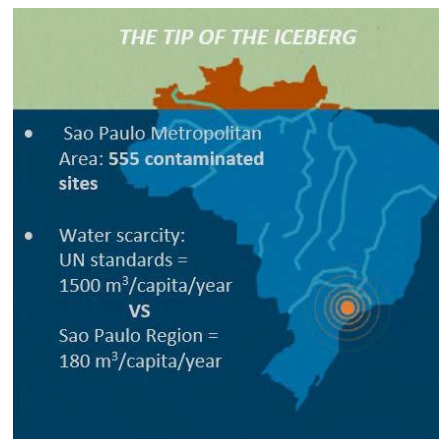 THE TIP OF THE ICEBERG
• Sao Paulo Metropolitan
Area: 555 contaminated
sites
• Water scarcity:
UN standards =
1500 m³/capita/year
VS
Sao Paulo Region =
180 m³/capita/year